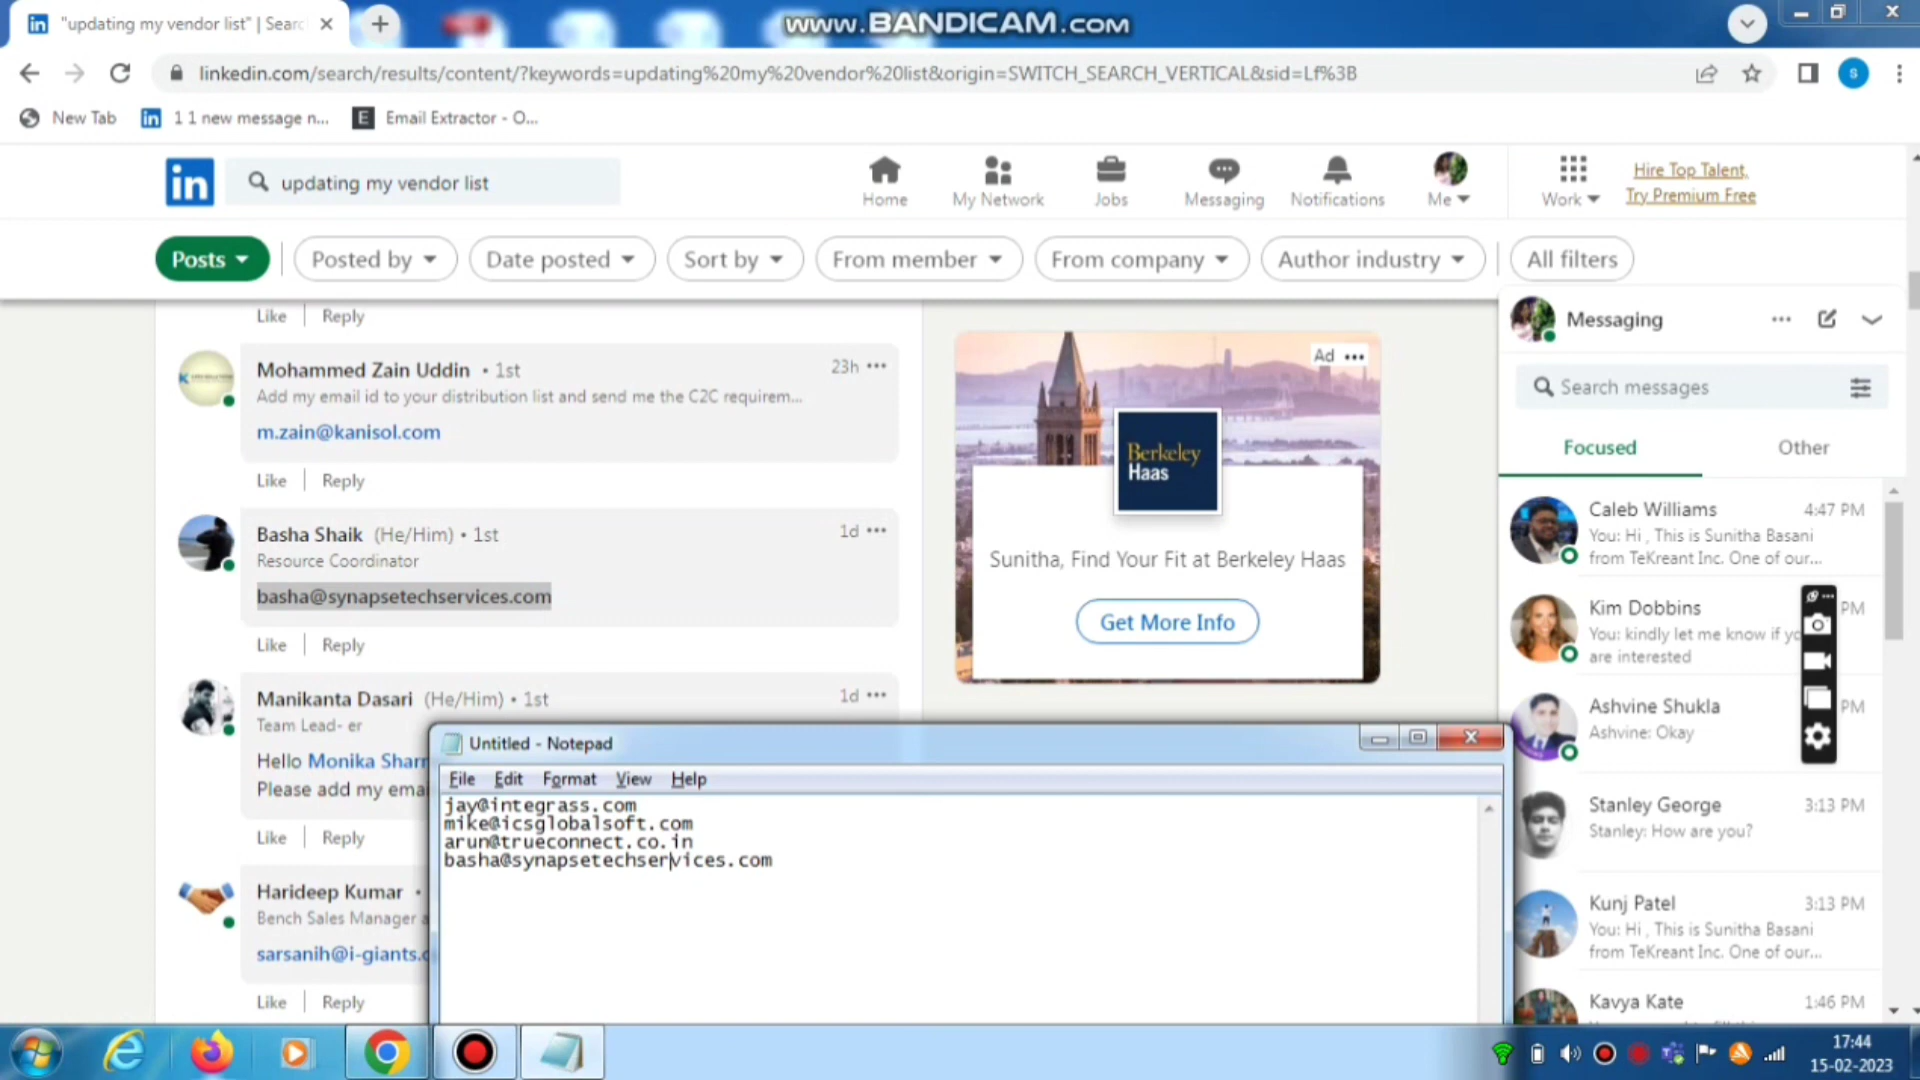 "updating my vendor list" | Searc
www.BANDICAM.com
linkedin.com/search/results/content/?keywords=updating%20my%20vendor%20list&origin=SWITCH_SEARCH_VERTICAL&sid=Lf%3B
S
New Tab
1 1 new message n...
E
Email Extractor - O...
in
updating my vendor list
Home
My Network
Jobs
Messaging
Notifications
Me
Work
Hire Top Talent,
Try Premium Free
Posts
Posted by
Date posted
Sort by
From member
From company
Author industry
All filters
Like
Reply
Mohammed Zain Uddin • 1st
23h
Add my email id to your distribution list and send me the C2C requirem...
m.zain@kanisol.com
Like
Reply
Basha Shaik (He/Him) • 1st
1d
Resource Coordinator
basha@synapsetechservices.com
Like
Reply
Manikanta Dasari (He/Him) • 1st
1d
Team Lead- er
Hello Monika Sharr
Please add my emai
Like
Reply
Harideep Kumar •
Bench Sales Manager a
sarsanih@i-giants.c
Like
Reply
Ad
Berkeley
Haas
Sunitha, Find Your Fit at Berkeley Haas
Get More Info
Messaging
Search messages
Focused
Other
Caleb Williams
4:47 PM
You: Hi , This is Sunitha Basani
from TeKreant Inc. One of our...
Kim Dobbins
PM
You: kindly let me know if yo
are interested
Ashvine Shukla
PM
Ashvine: Okay
Stanley George
3:13 PM
Stanley: How are you?
Kunj Patel
3:13 PM
You: Hi , This is Sunitha Basani
from TeKreant Inc. One of our...
Kavya Kate
1:46 PM
Untitled - Notepad
File
Edit
Format
View
Help
jay@integrass.com
mike@icsglobalsoft.com
arun@trueconnect.co.in
basha@synapsetechservices.com
17:44
15-02-2023